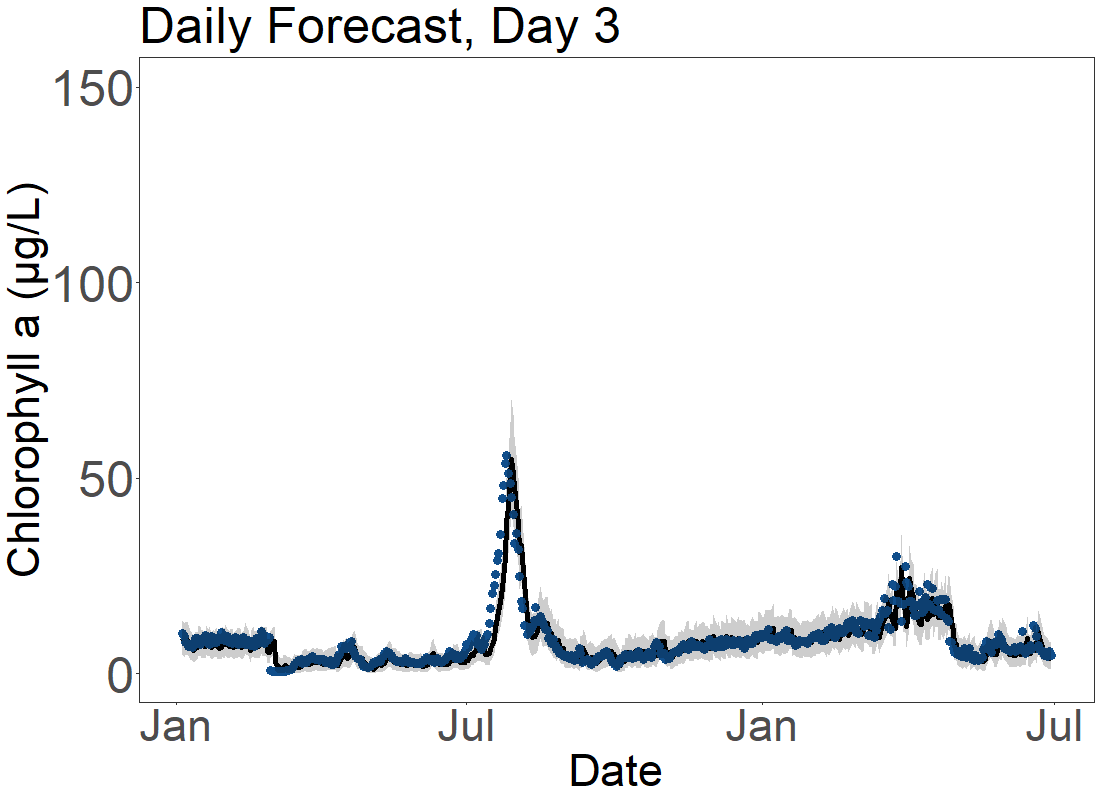 Daily Forecast, Day 3
150
100
50
0
Chlorophyll a (µg/L)
Jan Jul Jan Jul
Date